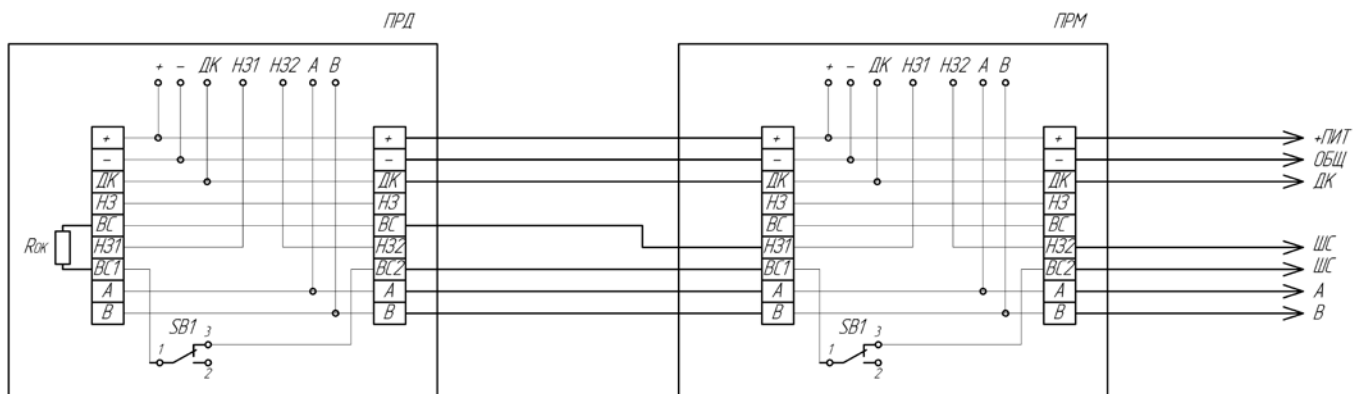 ПРД ПРМ
+ − ДК НЗ1 НЗ2 А В + − ДК НЗ1 НЗ2 А В
+ + + + +ПИТ
− − − − ОБЩ
ДК ДК ДК ДК ДК
НЗ НЗ НЗ НЗ
ВС ВС ВС ВС
Rок НЗ1 НЗ2 НЗ1 НЗ2 ШС
ВС1 ВС2 ВС1 ВС2 ШС
А А А А А
В В В В В
SB1 3 SB1 3
1 1
2 2